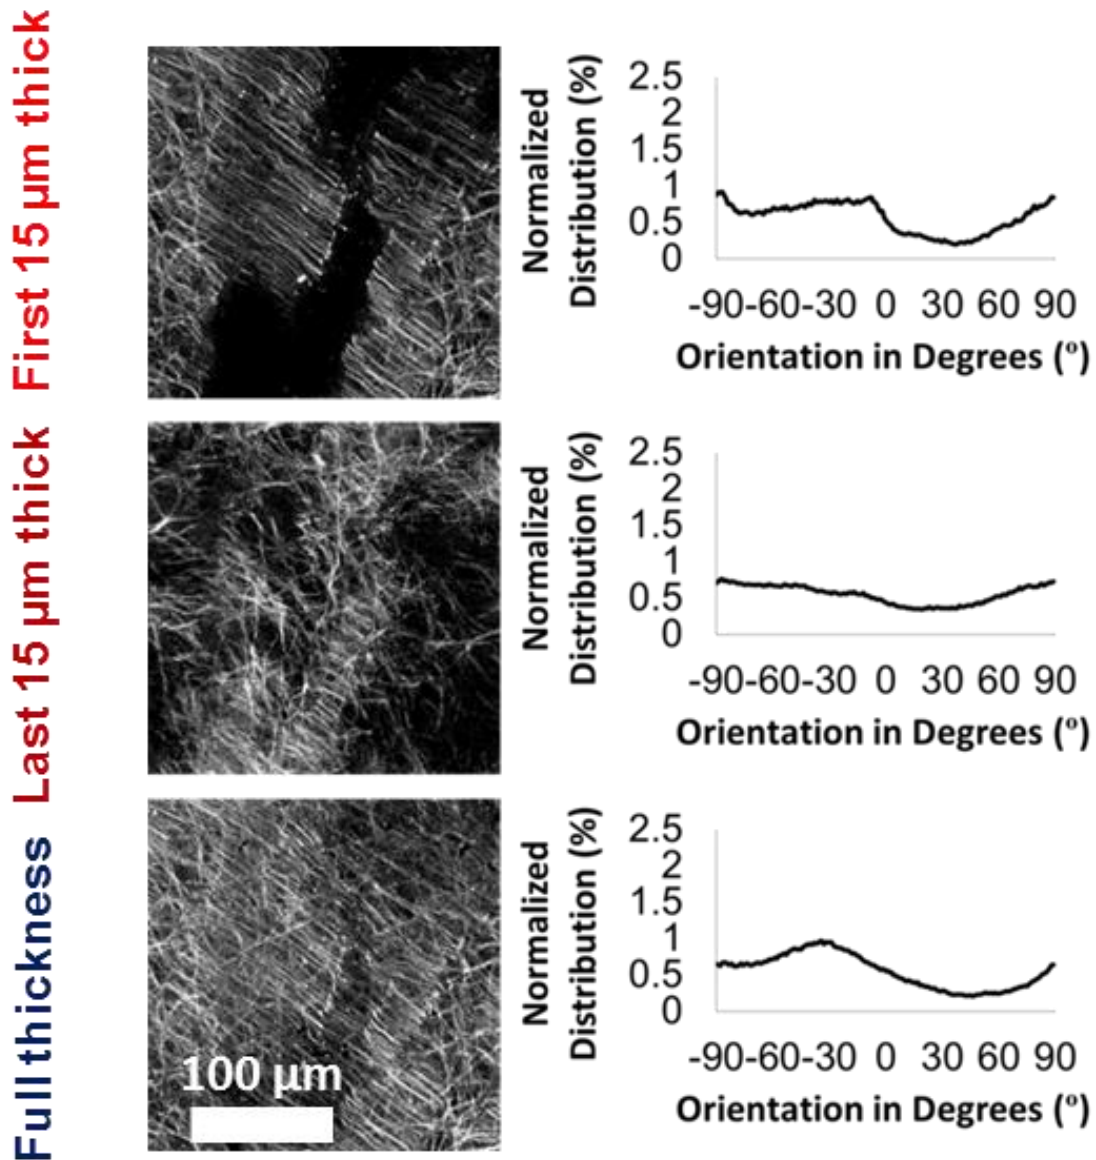 First 15 µm thick
Normalized
Distribution (%)
2.5
2
1.5
1
0.5
0
-90-60-30 0 30 60 90
Orientation in Degrees (º)
Last 15 µm thick
Normalized
Distribution (%)
2.5
2
1.5
1
0.5
0
-90-60-30 0 30 60 90
Orientation in Degrees (º)
Full thickness
100 µm
Normalized
Distribution (%)
2.5
2
1.5
1
0.5
0
-90-60-30 0 30 60 90
Orientation in Degrees (º)